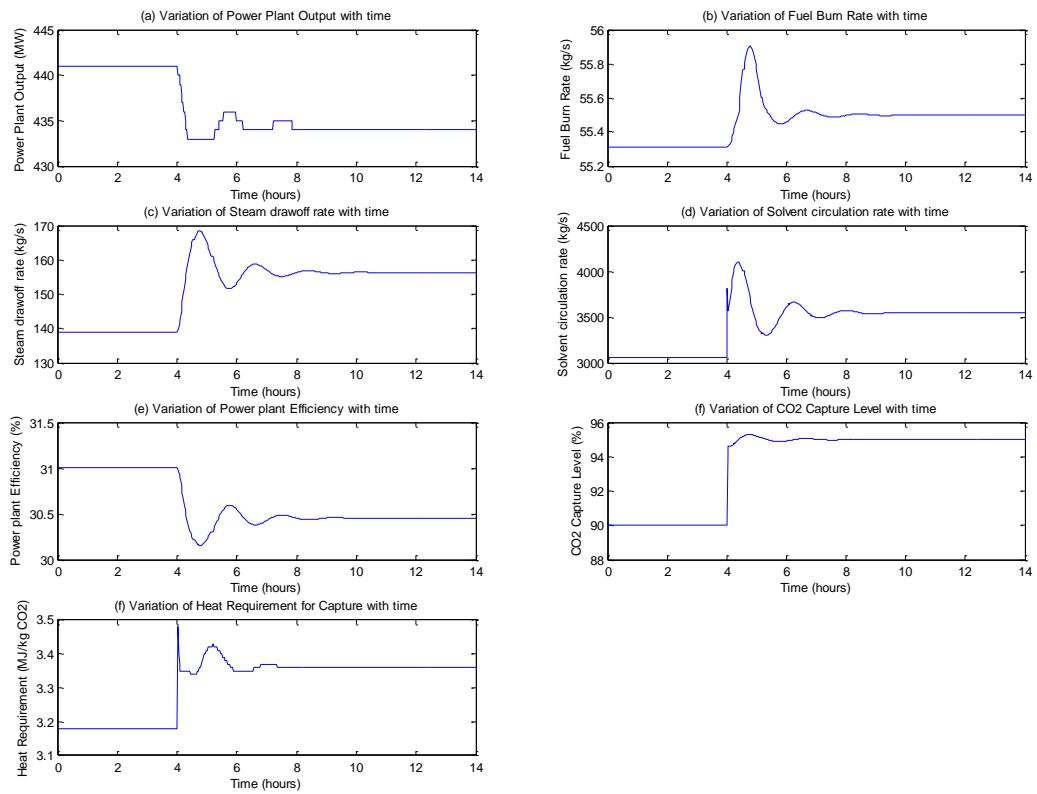 (a) Variation of Power Plant Output with time
Power Plant Output (MW)
445
440
435
430
0 2 4 6 8 10 12 14
Time (hours)
(b) Variation of Fuel Burn Rate with time
Fuel Burn Rate (kg/s)
56
55.8
55.6
55.4
55.2
0 2 4 6 8 10 12 14
Time (hours)
(c) Variation of Steam drawoff rate with time
Steam drawoff rate (kg/s)
170
160
150
140
130
0 2 4 6 8 10 12 14
Time (hours)
(d) Variation of Solvent circulation rate with time
Solvent circulation rate (kg/s)
4500
4000
3500
3000
0 2 4 6 8 10 12 14
Time (hours)
(e) Variation of Power plant Efficiency with time
Power plant Efficiency (%)
31.5
31
30.5
30
0 2 4 6 8 10 12 14
Time (hours)
(f) Variation of CO2 Capture Level with time
CO2 Capture Level (%)
96
94
92
90
88
0 2 4 6 8 10 12 14
Time (hours)
(f) Variation of Heat Requirement for Capture with time
Heat Requirement (MJ/kg CO2)
3.5
3.4
3.3
3.2
3.1
0 2 4 6 8 10 12 14
Time (hours)